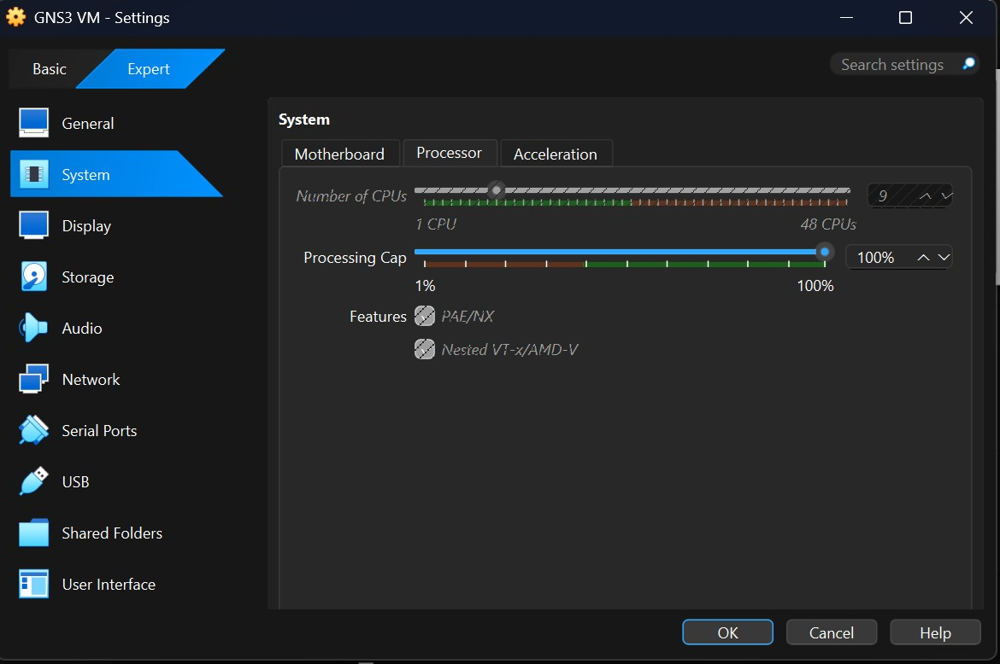 GNS3 VM - Settings
Basic
Expert
Search settings
General
System
Display
Storage
Audio
Network
Serial Ports
USB
Shared Folders
User Interface
System
Motherboard
Processor
Acceleration
Number of CPUs
9
1 CPU
48 CPUs
Processing Cap
100%
1%
100%
Features
PAE/NX
Nested VT-x/AMD-V
OK
Cancel
Help